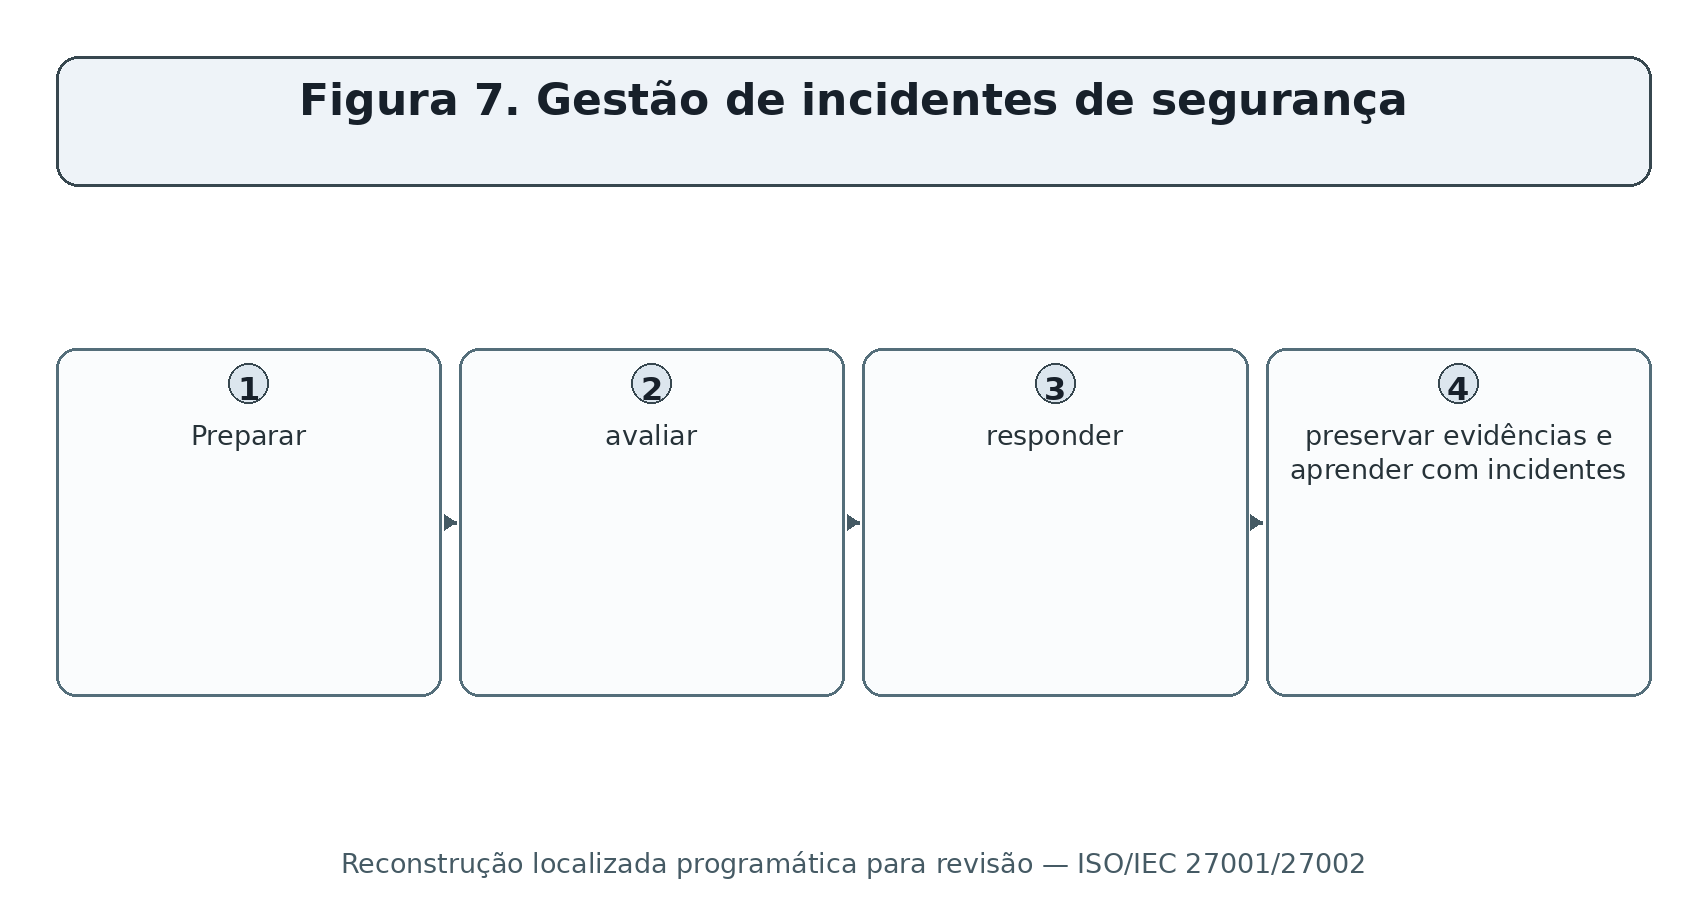 Figura 7. Gestão de incidentes de segurança
1
Preparar
2
avaliar
3
responder
4
preservar evidências e
aprender com incidentes
Reconstrução localizada programática para revisão — ISO/IEC 27001/27002